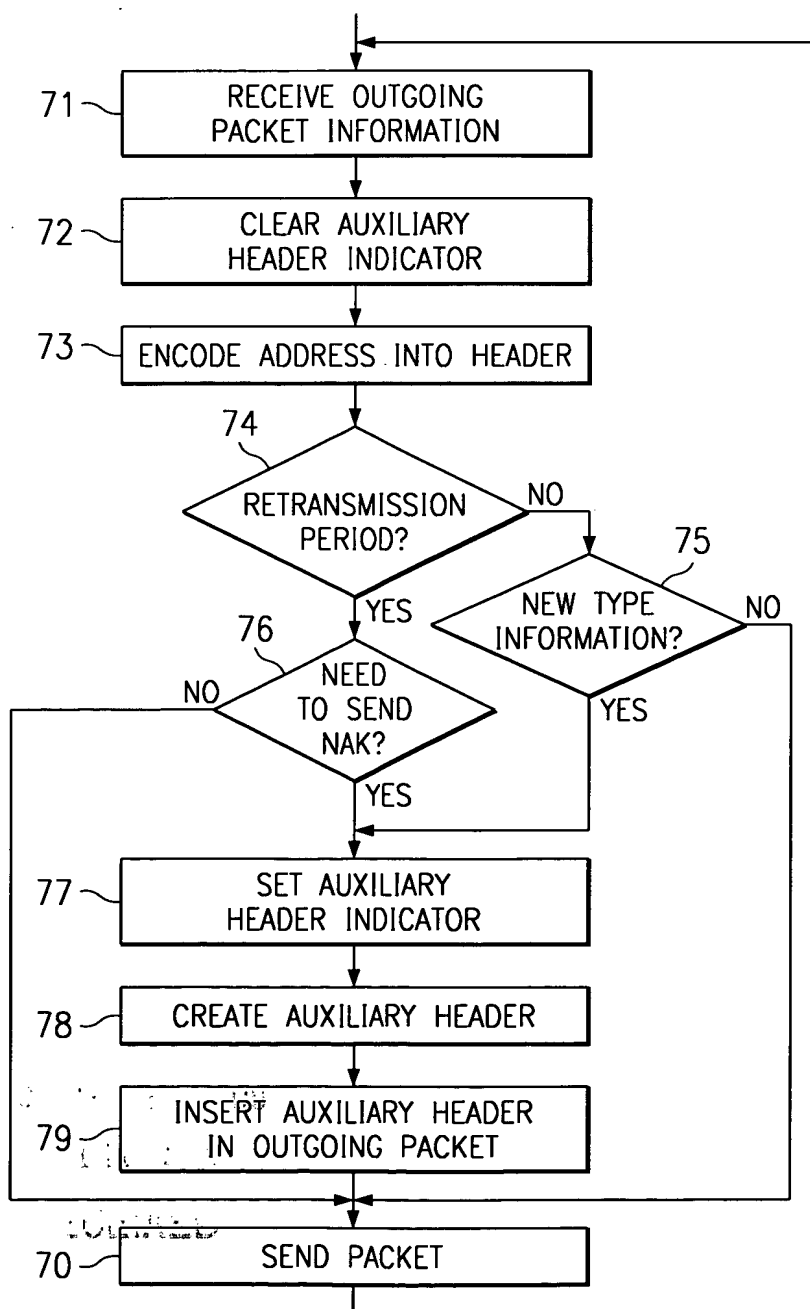 71
RECEIVE OUTGOING
PACKET INFORMATION
72
CLEAR AUXILIARY
HEADER INDICATOR
73
ENCODE ADDRESS INTO HEADER
74
RETRANSMISSION
PERIOD?
NO
YES
75
NEW TYPE
INFORMATION?
NO
YES
76
NEED
TO SEND
NAK?
NO
YES
77
SET AUXILIARY
HEADER INDICATOR
78
CREATE AUXILIARY HEADER
79
INSERT AUXILIARY HEADER
IN OUTGOING PACKET
70
SEND PACKET